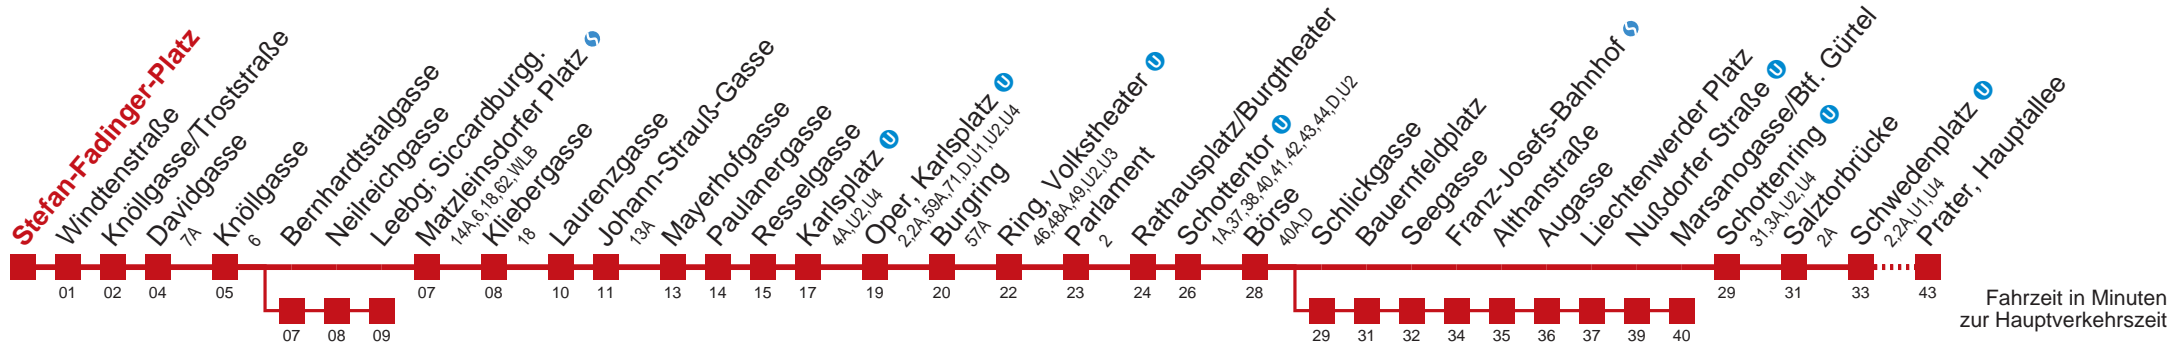 Stefan-Fadinger-Platz
Windtenstraße
Knöllgasse/Troststraße
Davidgasse
7A
Knöllgasse
6
Bernhardtstalgasse
Neilreichgasse
Leebg; Siccardburgg.
Matzleinsdorfer Platz
14A,6,18,62,WLB
Kliebergasse
18
Laurenzgasse
Johann-Strauß-Gasse
13A
Mayerhofgasse
Paulanergasse
Resselgasse
Karlsplatz U
4A,U2,U4
Oper, Karlsplatz U
2,2A,59A,71,D,U1,U2,U4
Burgring
57A
Ring, Volkstheater U
46,48A,49,U2,U3
Parlament
2
Rathausplatz/Burgtheater
Schottentor U
1A,37,38,40,41,42,43,44,D,U2
Börse
40A,D
Schlickgasse
Bauernfeldplatz
Seegasse
Franz-Josefs-Bahnhof
Althanstraße
Augasse
Liechtenwerder Platz
Nußdorfer Straße U
Marsanogasse/Btf. Gürtel
Schottenring U
31,3A,U2,U4
Salztorbrücke
2A
Schwedenplatz U
2,2A,U1,U4
Prater, Hauptallee
01 02 04 05 07 08 10 11 13 14 15 17 19 20 22 23 24 26 28 29 31 33 43
07 08 09 29 31 32 34 35 36 37 39 40
Fahrzeit in Minuten
zur Hauptverkehrszeit